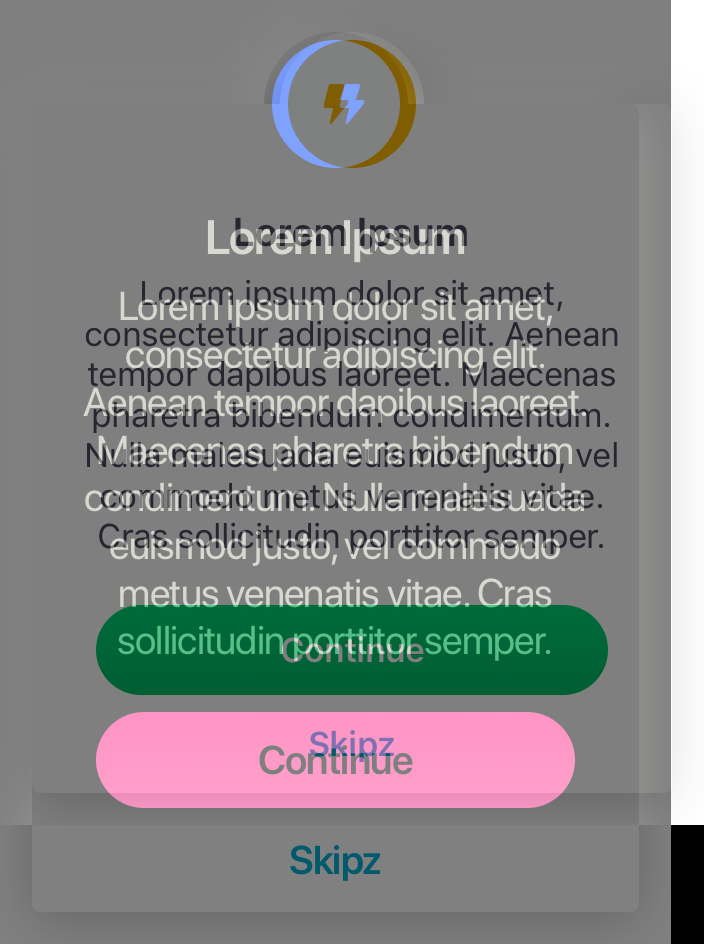 Lorem Ipsum
Lorem ipsum dolor sit amet,
consectetur adipiscing elit. Aenean
tempor dapibus laoreet. Maecenas
pharetra bibendum condimentum.
Nulla malesuada euismod justo, vel
commodo metus venenatis vitae.
Cras sollicitudin porttitor semper.
Continue
Skipz
Lorem Ipsum
Lorem ipsum dolor sit amet,
consectetur adipiscing elit.
Aenean tempor dapibus laoreet.
Maecenas pharetra bibendum
condimentum. Nulla malesuada
euismod justo, vel commodo
metus venenatis vitae. Cras
sollicitudin porttitor semper.
Continue
Skipz